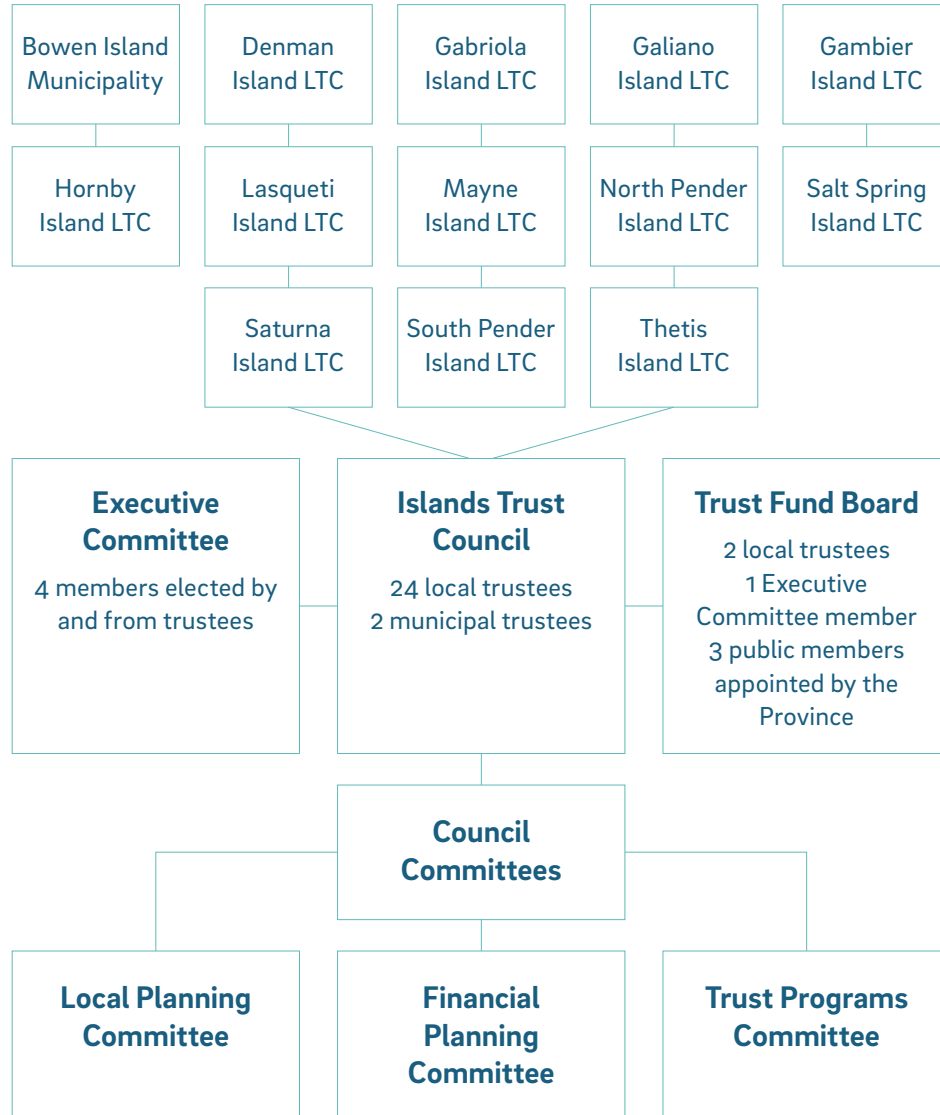 Bowen Island
Municipality
Denman
Island LTC
Gabriola
Island LTC
Galiano
Island LTC
Gambier
Island LTC
Hornby
Island LTC
Lasqueti
Island LTC
Mayne
Island LTC
North Pender
Island LTC
Salt Spring
Island LTC
Saturna
Island LTC
South Pender
Island LTC
Thetis
Island LTC
Executive
Committee
4 members elected by
and from trustees
Islands Trust
Council
24 local trustees
2 municipal trustees
Trust Fund Board
2 local trustees
1 Executive
Committee member
3 public members
appointed by the
Province
Council
Committees
Local Planning
Committee
Financial
Planning
Committee
Trust Programs
Committee